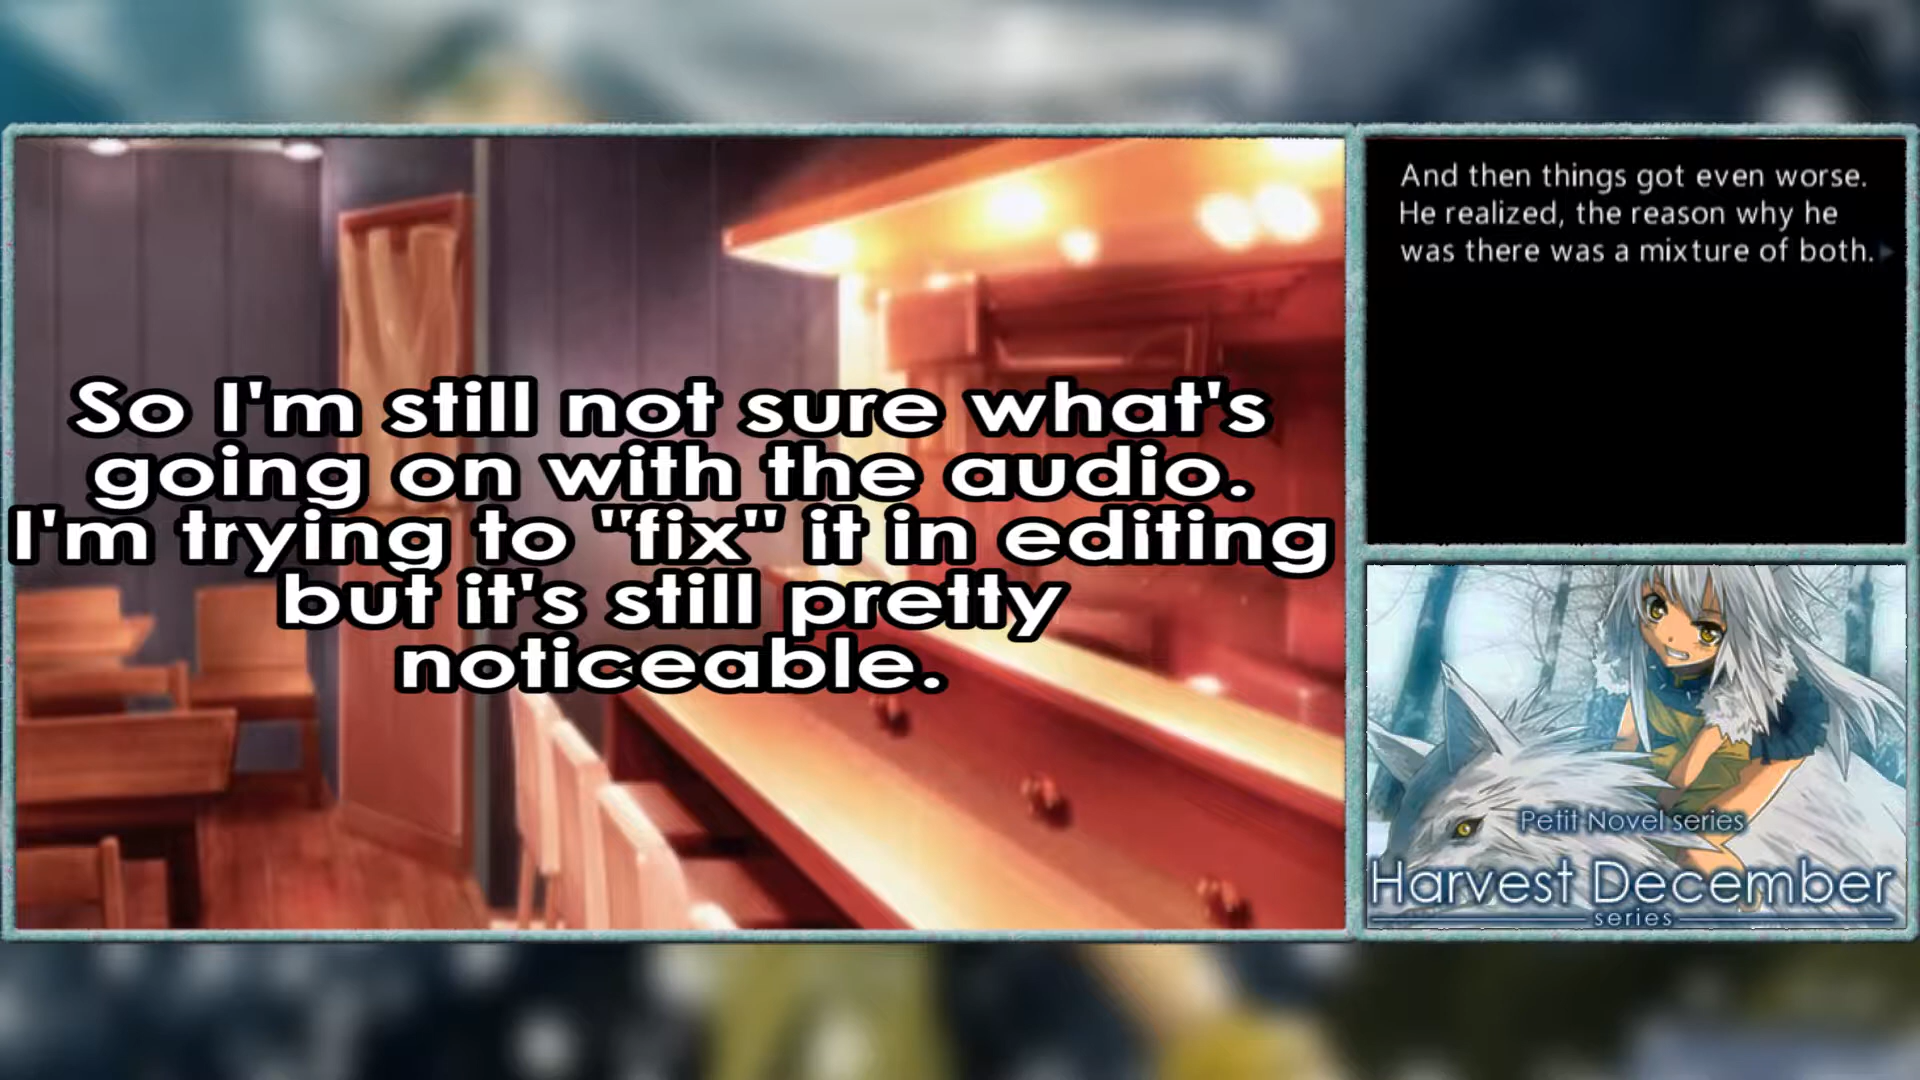 So I'm still not sure what's
going on with the audio.
I'm trying to "fix" it in editing
but it's still pretty
noticeable.
And then things got even worse.
He realized, the reason why he
was there was a mixture of both.
Petit Novel series
Harvest December
series